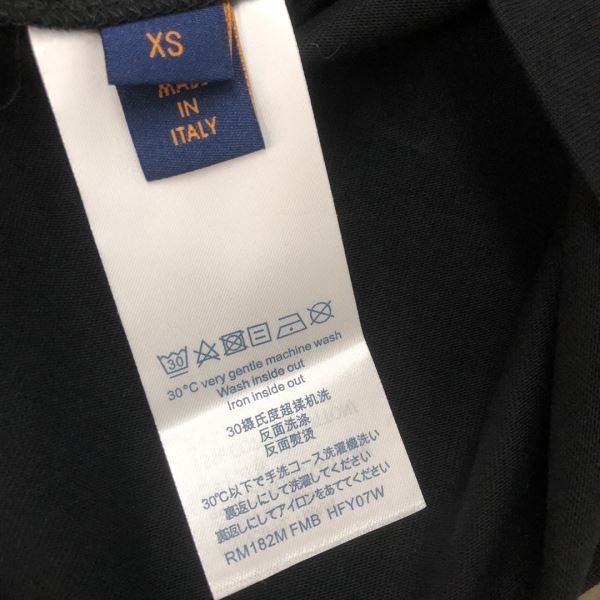 XS
MADE
IN
ITALY
30
30°C very gentle machine wash
Wash inside out
Iron inside out
30摄氏度超揉机洗
反面洗涤
反面熨烫
30℃以下で手洗コース洗濯機洗い
裏返しにして洗濯してください
裏返しにしてアイロンをあててください
RM182M FMB HFY07W